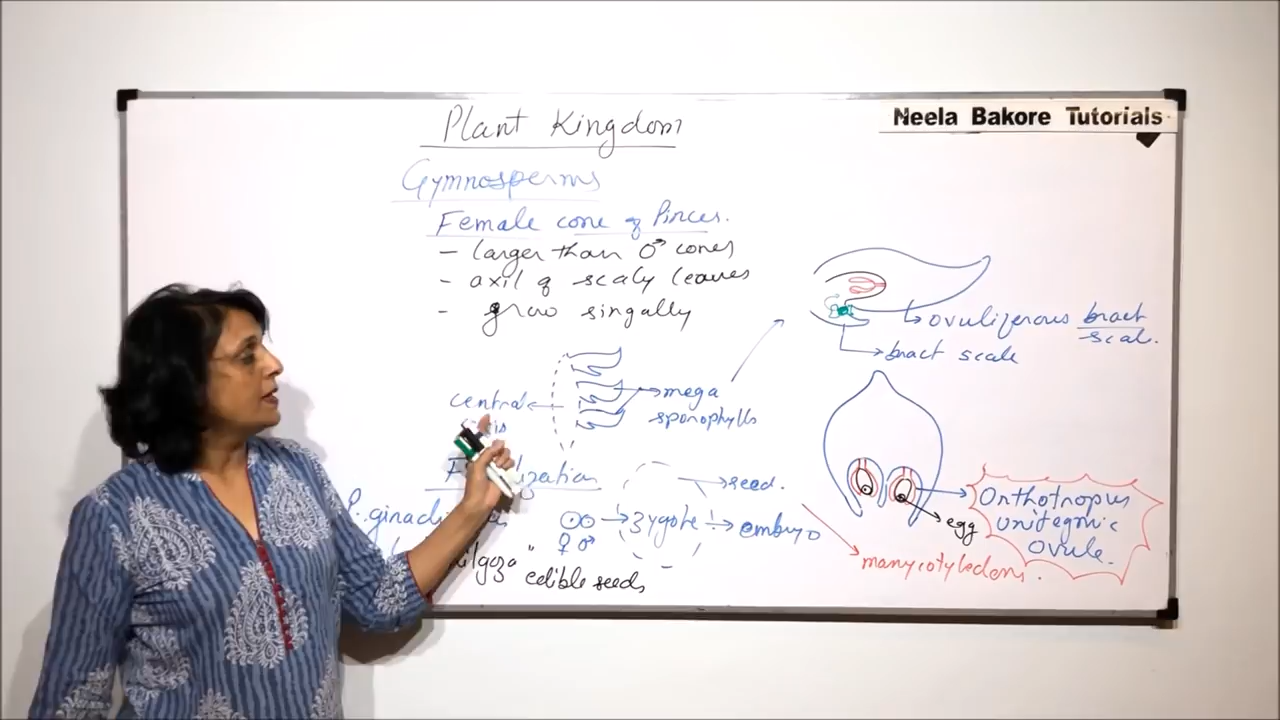 Plant Kingdom
Neela Bakore Tutorials
Gymnosperms
Female cone of Pinces.
- larger than ♂ cones
- axil of scaly leaves
- grow singally
ovuliferous bract
scal.
bract scale
central
mega
sporophylls
seed.
zygote
embryo
♀ ♂
edible seeds
Orthotropus
unitegmic
ovule.
egg
manycotyledons.